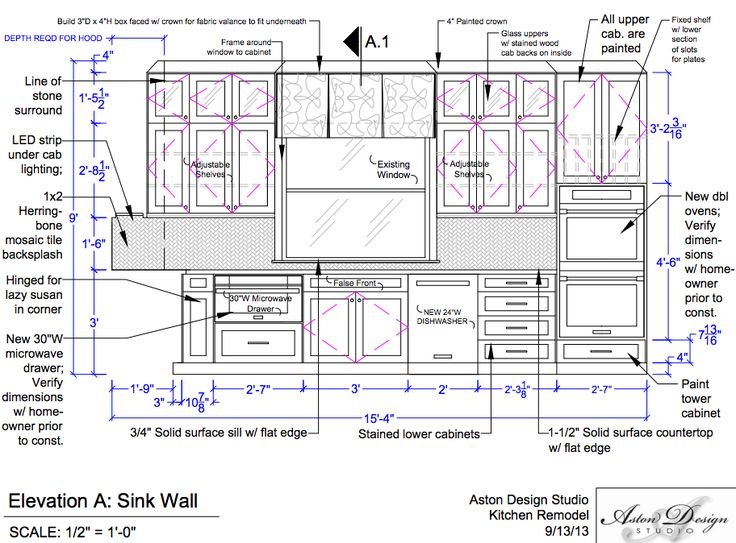 Build 3"D x 4"H box faced w/ crown for fabric valance to fit underneath
4" Painted crown
DEPTH REQD FOR HOOD
Frame around
window to cabinet
A.1
Glass uppers
w/ stained wood
cab backs on inside
All upper
cab. are
painted
Fixed shelf
w/ lower
section
of slots
for plates
Line of
stone
surround
LED strip
under cab
lighting;
1x2
Herring-
bone
mosaic tile
backsplash
Hinged for
lazy susan
in corner
New 30"W
microwave
drawer;
Verify
dimensions
w/ home-
owner prior
to const.
4"
1'-5 1/2"
2'-8 1/2"
9'
1'-6"
3'
Adjustable
Shelves
Existing
Window
Adjustable
Shelves
30"W Microwave
Drawer
False Front
NEW 24"W
DISHWASHER
3'-2 3/16"
4'-6"
7 13/16"
4"
New dbl
ovens;
Verify
dimen-
sions
w/ home-
owner
prior to
const.
Paint
tower
cabinet
1'-9"
3"
10 7/8"
2'-7"
3'
2'
2'-3 1/8"
2'-7"
15'-4"
3/4" Solid surface sill w/ flat edge
Stained lower cabinets
1-1/2" Solid surface countertop
w/ flat edge
Elevation A: Sink Wall
SCALE: 1/2" = 1'-0"
Aston Design Studio
Kitchen Remodel
9/13/13
Aston Design
STUDIO